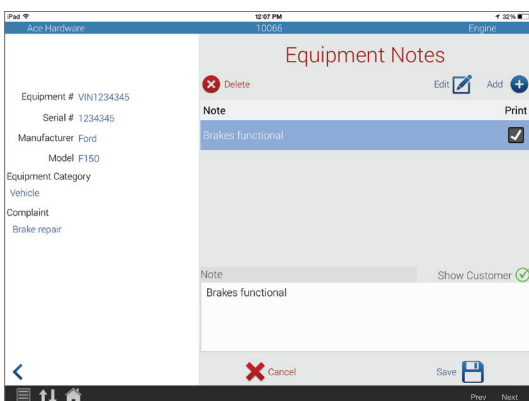 iPad 12:07 PM 32%
Ace Hardware 10066 Engine
Equipment Notes
Delete Edit Add
Equipment # VIN1234345
Serial # 1234345
Manufacturer Ford
Model F150
Equipment Category
Vehicle
Complaint
Brake repair
Note Print
Brakes functional
Note Show Customer
Brakes functional
Cancel Save
Prev Next